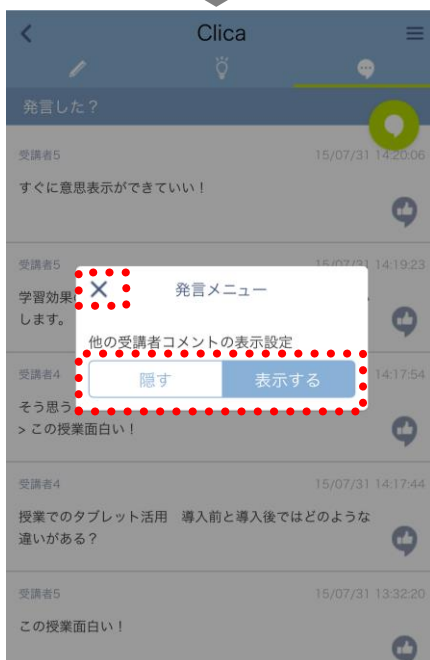 Clica
発言した？
受講者5 15/07/31 14:20:06
すぐに意思表示ができていい！
受講者5 15/07/31 14:19:23
学習効果
します。
発言メニュー
他の受講者コメントの表示設定
隠す 表示する
受講者4 14:17:54
そう思う
> この授業面白い！
受講者4 15/07/31 14:17:44
授業でのタブレット活用　導入前と導入後ではどのような
違いがある？
受講者5 15/07/31 13:32:20
この授業面白い！